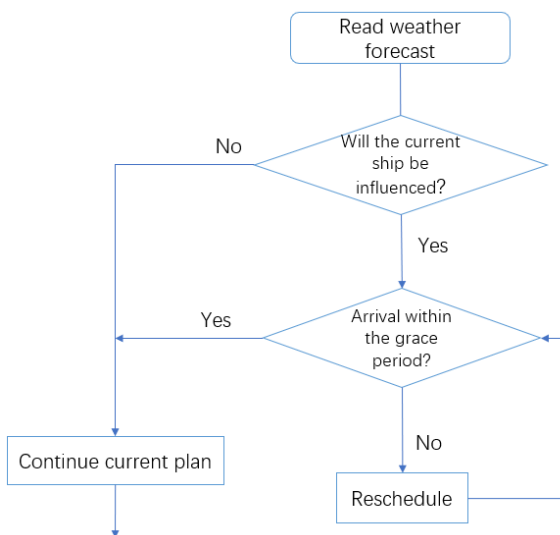 Read weather
forecast
No
Will the current
ship be
influenced?
Yes
Yes
Arrival within
the grace
period?
No
Continue current plan
Reschedule